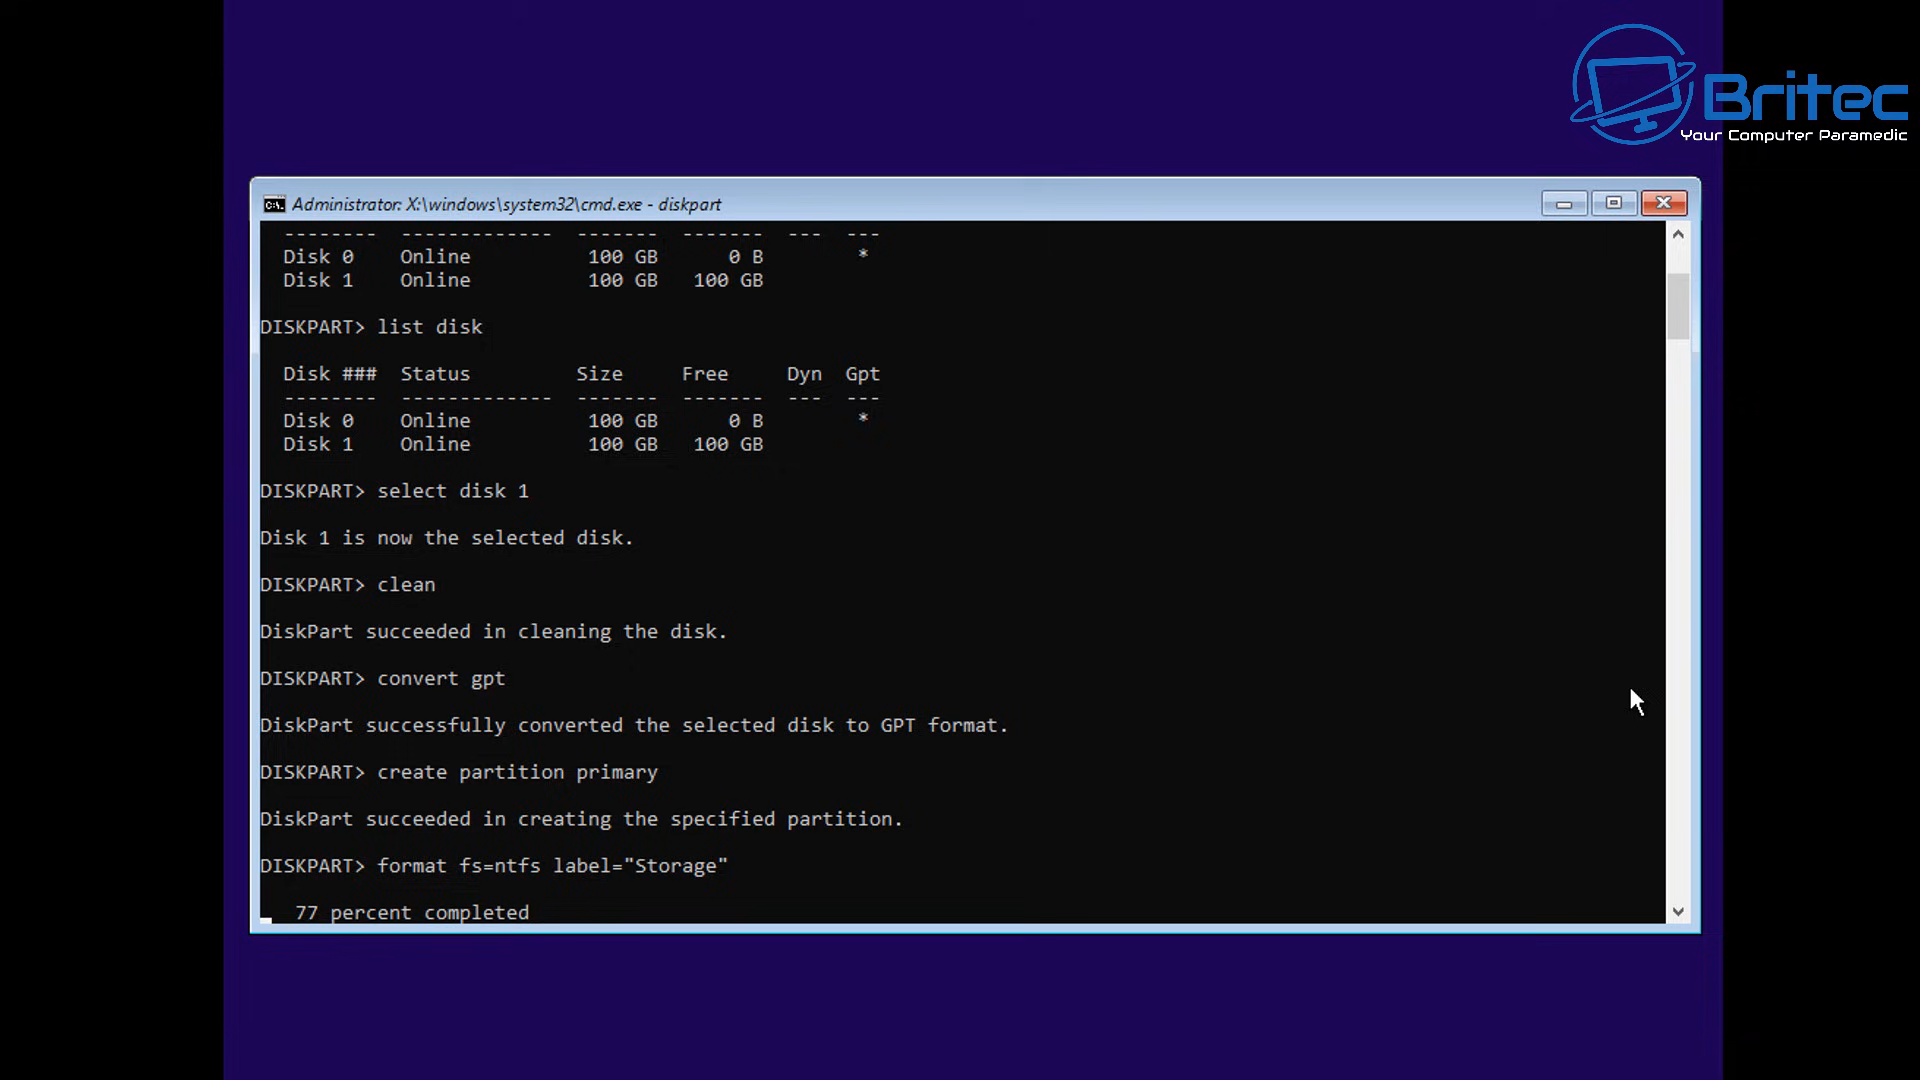 Britec
Your Computer Paramedic
Administrator: X:\windows\system32\cmd.exe - diskpart
-------- ------------- ------- ------- --- ---
Disk 0 Online 100 GB 0 B *
Disk 1 Online 100 GB 100 GB
DISKPART> list disk
Disk ### Status Size Free Dyn Gpt
-------- ------------- ------- ------- --- ---
Disk 0 Online 100 GB 0 B *
Disk 1 Online 100 GB 100 GB
DISKPART> select disk 1
Disk 1 is now the selected disk.
DISKPART> clean
DiskPart succeeded in cleaning the disk.
DISKPART> convert gpt
DiskPart successfully converted the selected disk to GPT format.
DISKPART> create partition primary
DiskPart succeeded in creating the specified partition.
DISKPART> format fs=ntfs label="Storage"
77 percent completed